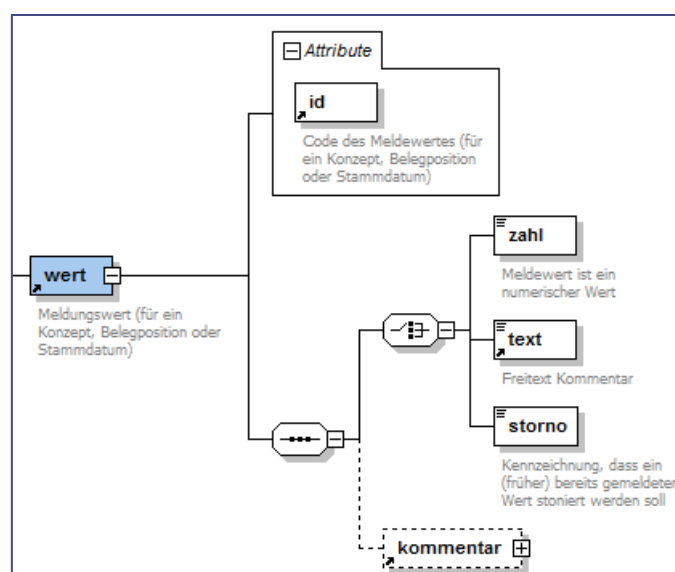 Attribute
id
Code des Meldewertes (für
ein Konzept, Belegposition
oder Stammdatum)
wert
Meldungswert (für ein
Konzept, Belegposition oder
Stammdatum)
zahl
Meldewert ist ein
numerischer Wert
text
Freitext Kommentar
storno
Kennzeichnung, dass ein
(früher) bereits gemeldeter
Wert stoniert werden soll
kommentar